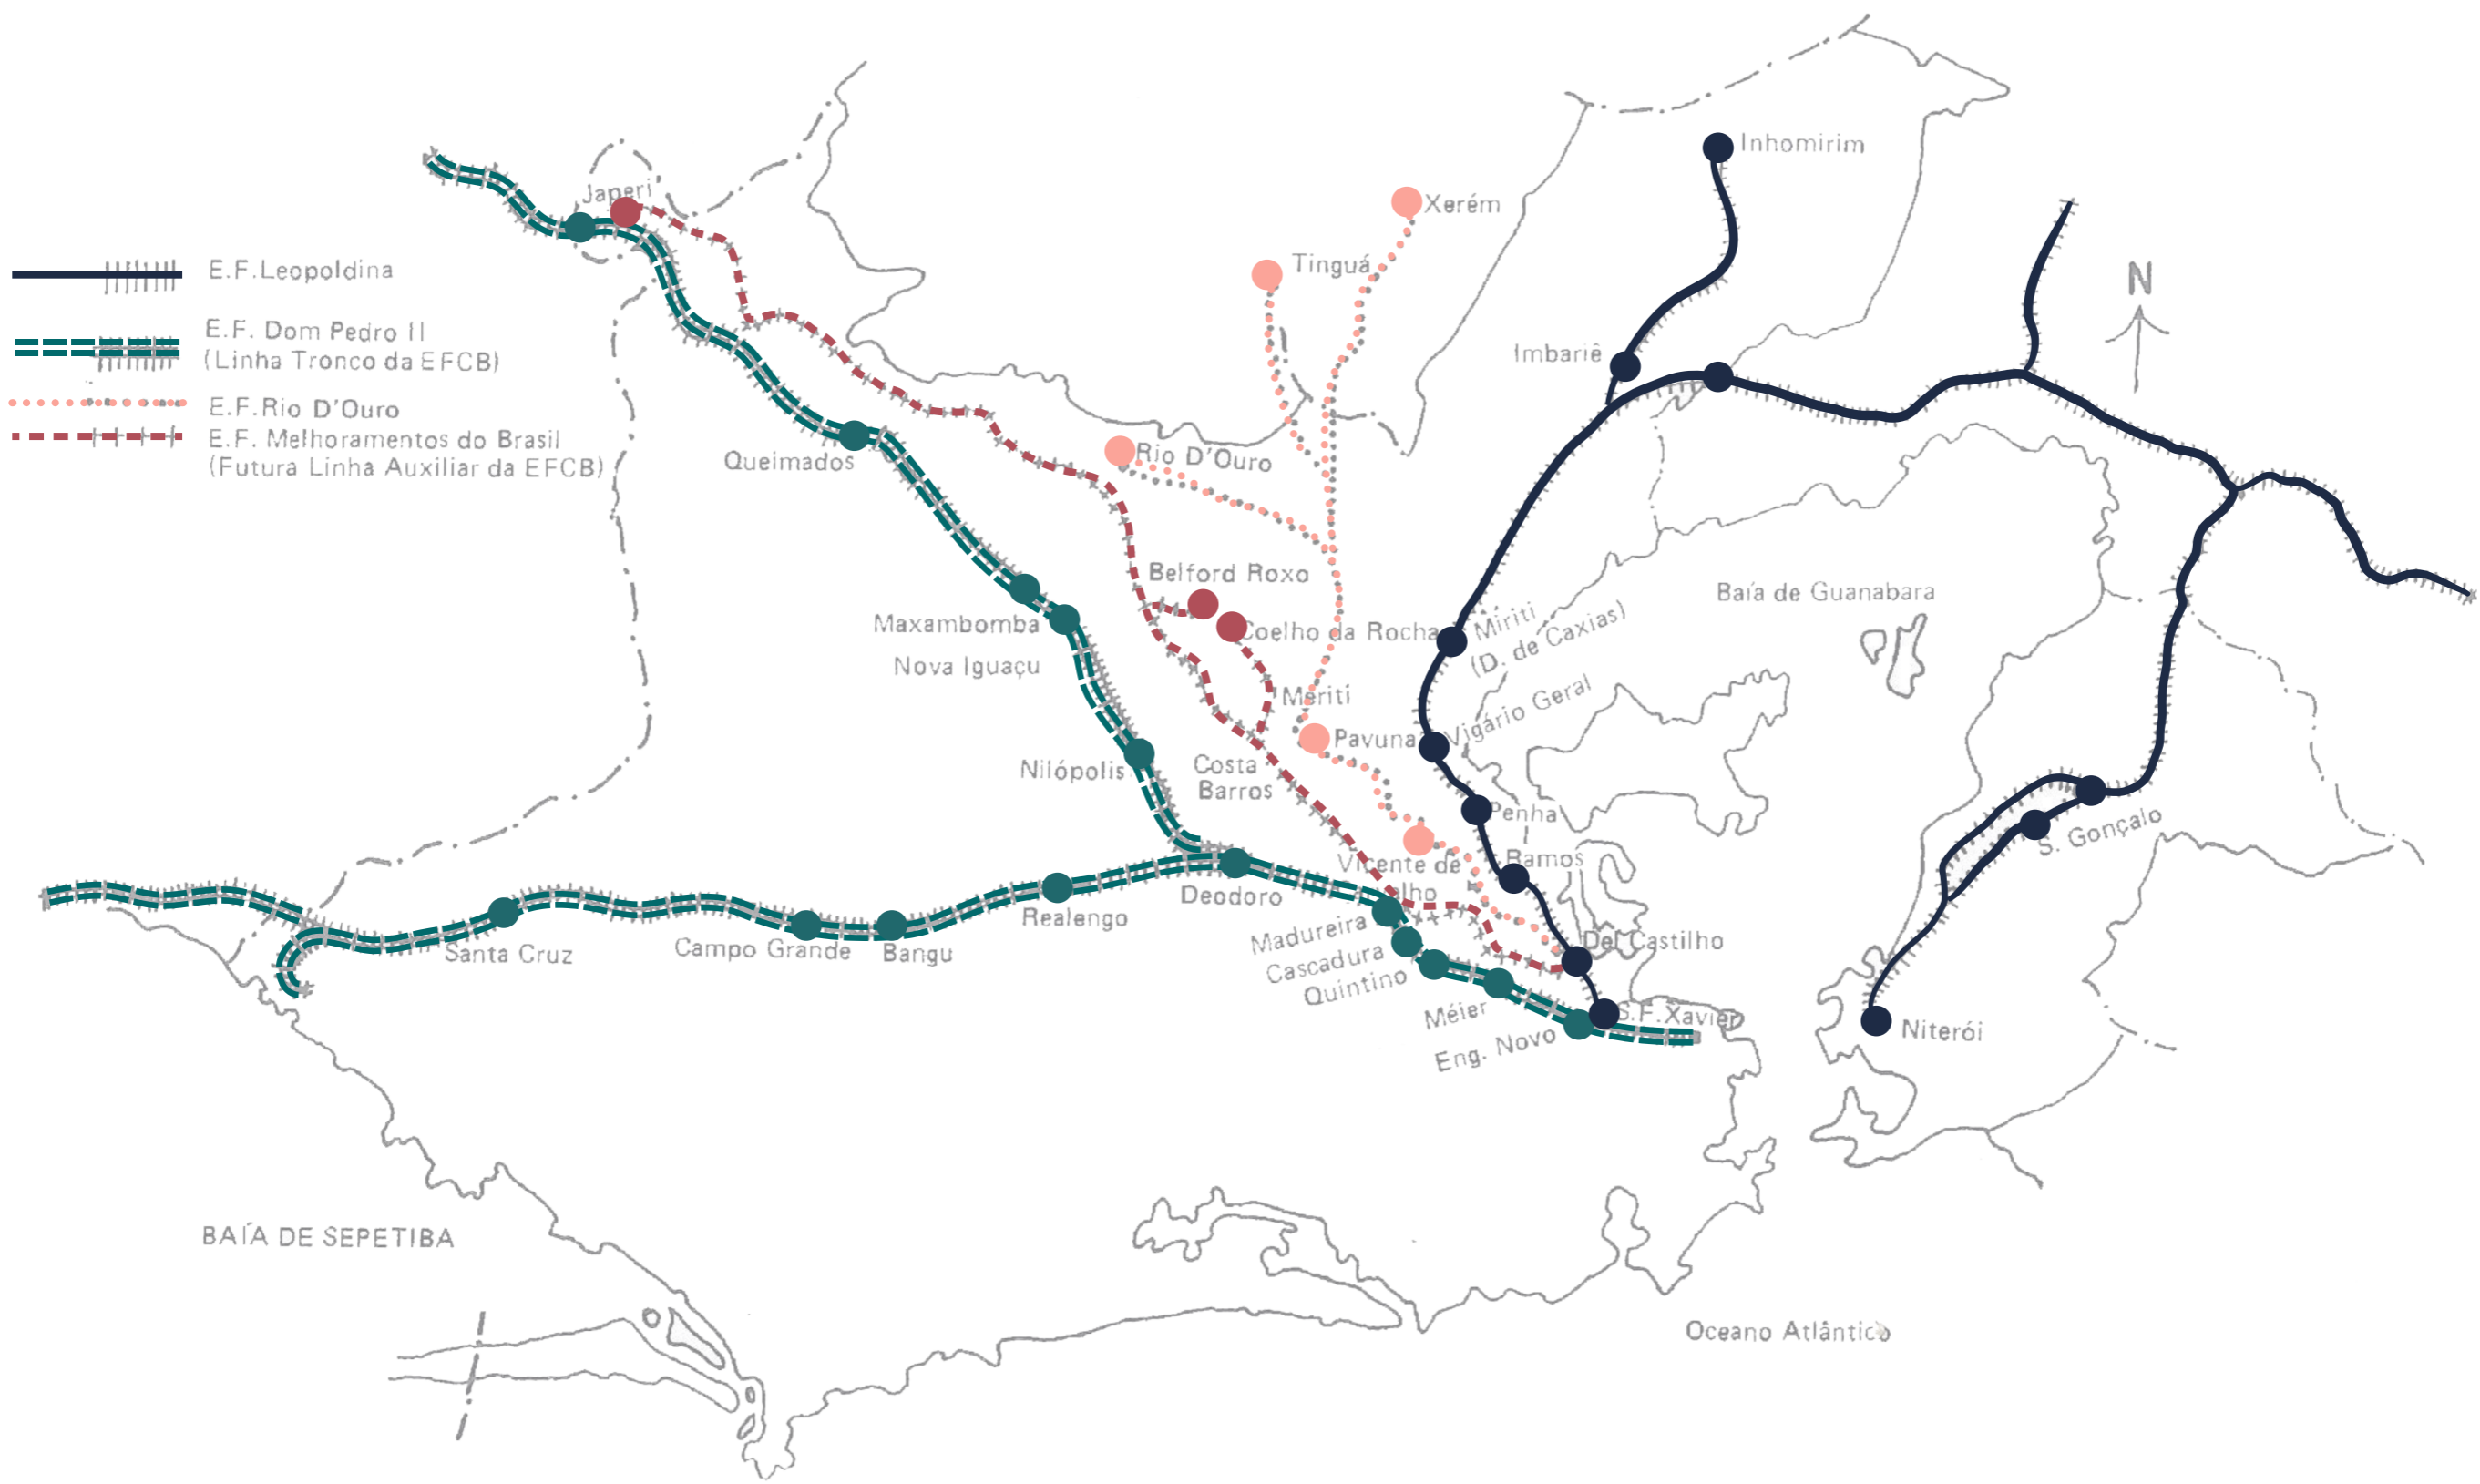 Inhomirim
Japeri
Xerém
Tinguá
N
E.F.Leopoldina
E.F. Dom Pedro II
(Linha Tronco da EFCB)
E.F.Rio D'Ouro
E.F. Melhoramentos do Brasil
(Futura Linha Auxiliar da EFCB)
Imbariê
Queimados
Rio D'Ouro
Belford Roxo
Baía de Guanabara
Maxambomba
Nova Iguaçu
Coelho da Rocha
Miriti
(D. de Caxias)
Meriti
Pavuna
Vigário Geral
Nilópolis
Costa
Barros
Penha
S. Gonçalo
Ramos
Vicente de
Deodoro
Realengo
Santa Cruz
Campo Grande
Bangu
Madureira
Cascadura
Quintino
Del Castilho
Méier
S.F.Xavier
Eng. Novo
Niterói
BAÍA DE SEPETIBA
Oceano Atlântico